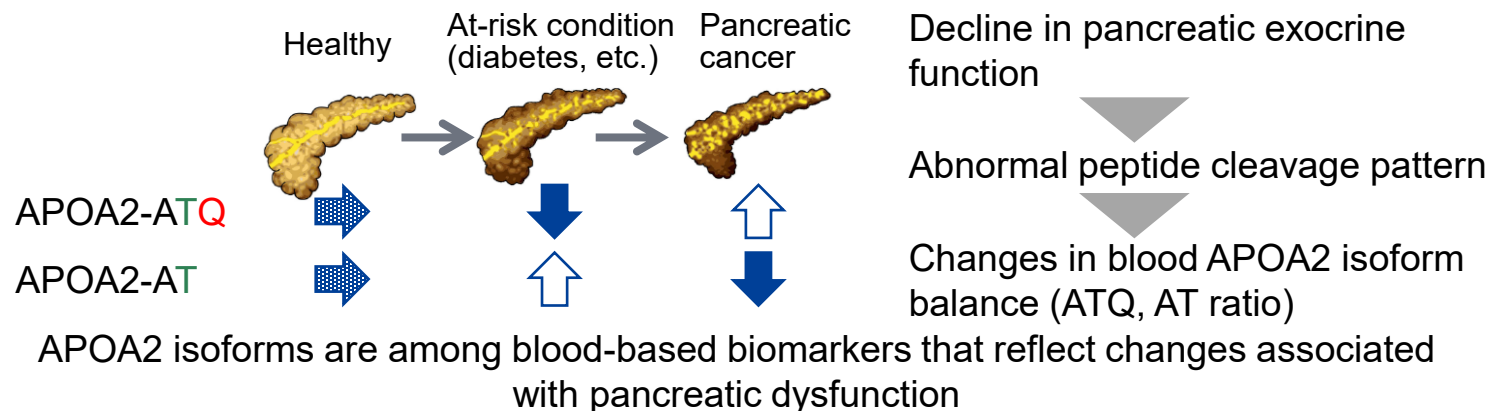 Healthy
At-risk condition
(diabetes, etc.)
Pancreatic
cancer
APOA2-ATQ
APOA2-AT
Decline in pancreatic exocrine
function
Abnormal peptide cleavage pattern
Changes in blood APOA2 isoform
balance (ATQ, AT ratio)
APOA2 isoforms are among blood-based biomarkers that reflect changes associated
with pancreatic dysfunction